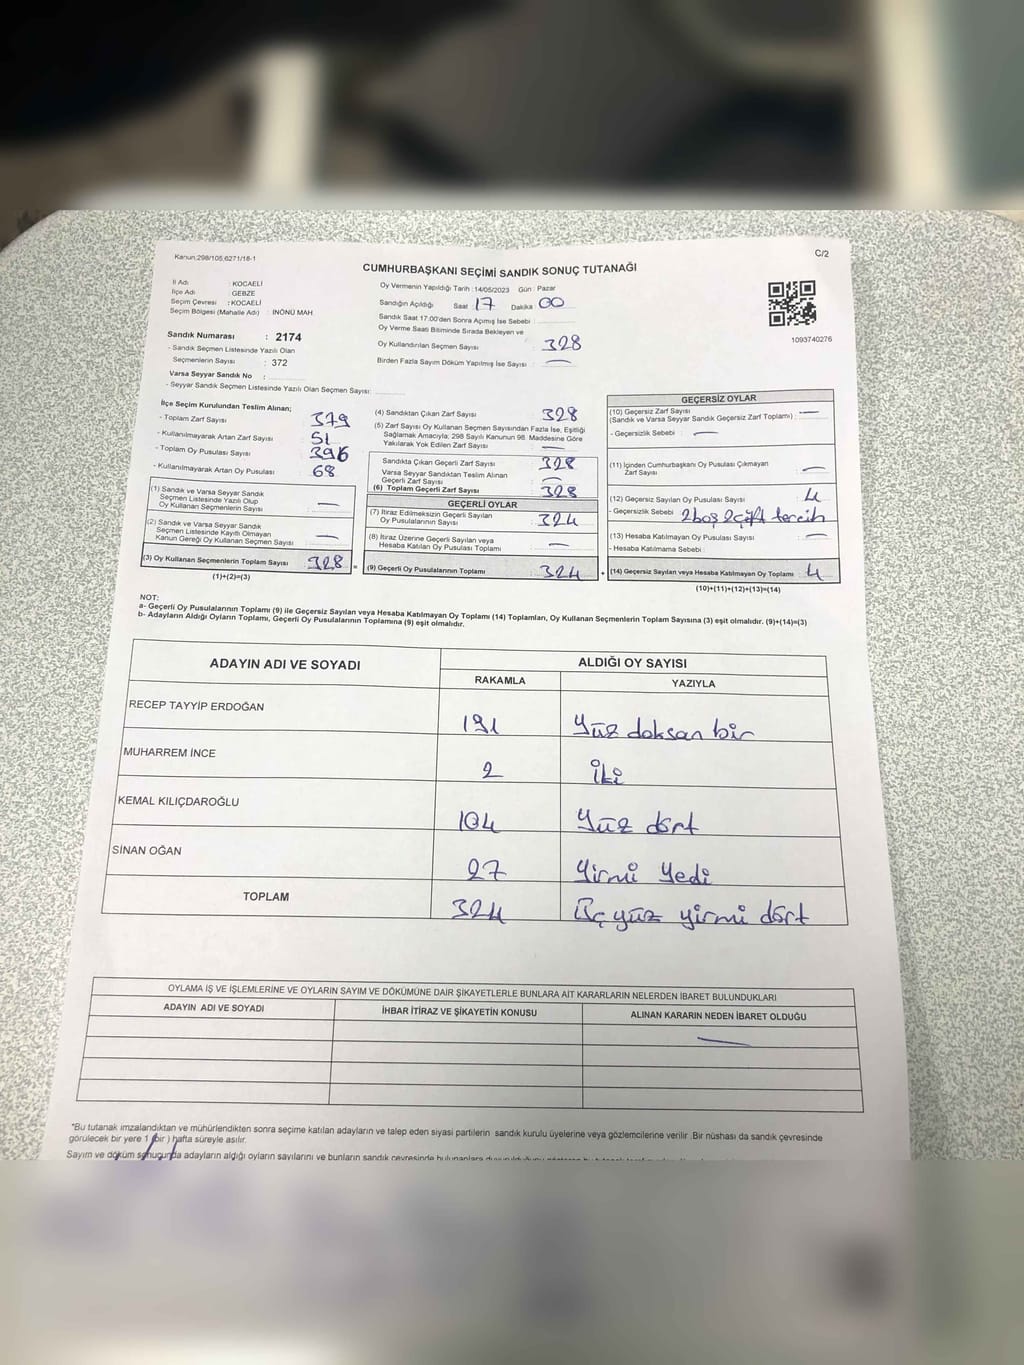 Kanun:298/105,6271/18-1
C/2
CUMHURBAŞKANI SEÇİMİ SANDIK SONUÇ TUTANAĞI
İl Adı : KOCAELİ
İlçe Adı : GEBZE
Seçim Çevresi : KOCAELİ
Seçim Bölgesi (Mahalle Adı) : İNÖNÜ MAH
Sandık Numarası : 2174
- Sandık Seçmen Listesinde Yazılı Olan
Seçmenlerin Sayısı : 372
Varsa Seyyar Sandık No :
- Seyyar Sandık Seçmen Listesinde Yazılı Olan Seçmen Sayısı:
Oy Vermenin Yapıldığı Tarih :14/05/2023 Gün : Pazar
Sandığın Açıldığı Saat 17 Dakika 00
Sandık Saat 17:00'den Sonra Açımış İse Sebebi :
Oy Verme Saati Bitiminde Sırada Bekleyen ve
Oy Kullandırılan Seçmen Sayısı : 328
Birden Fazla Sayım Döküm Yapılmış İse Sayısı : —
1093740276
İlçe Seçim Kurulundan Teslim Alınan;
- Toplam Zarf Sayısı : 379
- Kullanılmayarak Artan Zarf Sayısı : 51
- Toplam Oy Pusulası Sayısı : 396
- Kullanılmayarak Artan Oy Pusulası : 68
(1) Sandık ve Varsa Seyyar Sandık
Seçmen Listesinde Yazılı Olup
Oy Kullanan Seçmenlerin Sayısı : —
(2) Sandık ve Varsa Seyyar Sandık
Seçmen Listesinde Kayıtlı Olmayan
Kanun Gereği Oy Kullanan Seçmen Sayısı : —
(3) Oy Kullanan Seçmenlerin Toplam Sayısı : 328
(1)+(2)=(3)
(4) Sandıktan Çıkan Zarf Sayısı : 328
(5) Zarf Sayısı Oy Kullanan Seçmen Sayısından Fazla İse, Eşitliği
Sağlamak Amacıyla; 298 Sayılı Kanunun 98. Maddesine Göre
Yakılarak Yok Edilen Zarf Sayısı : —
Sandıkta Çıkan Geçerli Zarf Sayısı : 328
Varsa Seyyar Sandıktan Teslim Alınan
Geçerli Zarf Sayısı : —
(6) Toplam Geçerli Zarf Sayısı : 328
GEÇERLİ OYLAR
(7) İtiraz Edilmeksizin Geçerli Sayılan
Oy Pusulalarının Sayısı : 324
(8) İtiraz Üzerine Geçerli Sayılan veya
Hesaba Katılan Oy Pusulası Toplamı : —
= (9) Geçerli Oy Pusulalarının Toplamı : 324
GEÇERSİZ OYLAR
(10) Geçersiz Zarf Sayısı
(Sandık ve Varsa Seyyar Sandık Geçersiz Zarf Toplamı) : —
- Geçersizlik Sebebi : —
(11) İçinden Cumhurbaşkanı Oy Pusulası Çıkmayan
Zarf Sayısı : —
(12) Geçersiz Sayılan Oy Pusulası Sayısı : 4
- Geçersizlik Sebebi : 2boş 2çift tercih
(13) Hesaba Katılmayan Oy Pusulası Sayısı : —
- Hesaba Katılmama Sebebi :
+ (14) Geçersiz Sayılan veya Hesaba Katılmayan Oy Toplamı : 4
(10)+(11)+(12)+(13)=(14)
NOT:
a- Geçerli Oy Pusulalarının Toplamı (9) ile Geçersiz Sayılan veya Hesaba Katılmayan Oy Toplamı (14) Toplamları, Oy Kullanan Seçmenlerin Toplam Sayısına (3) eşit olmalıdır. (9)+(14)=(3)
b- Adayların Aldığı Oyların Toplamı, Geçerli Oy Pusulalarının Toplamına (9) eşit olmalıdır.
ADAYIN ADI VE SOYADI ALDIĞI OY SAYISI
RAKAMLA YAZIYLA
RECEP TAYYİP ERDOĞAN 191 Yüz doksan bir
MUHARREM İNCE 2 İki
KEMAL KILIÇDAROĞLU 104 Yüz dört
SİNAN OĞAN 27 Yirmi Yedi
TOPLAM 324 Üç yüz yirmi dört
OYLAMA İŞ VE İŞLEMLERİNE VE OYLARIN SAYIM VE DÖKÜMÜNE DAİR ŞİKAYETLERLE BUNLARA AİT KARARLARIN NELERDEN İBARET BULUNDUKLARI
ADAYIN ADI VE SOYADI İHBAR İTİRAZ VE ŞİKAYETİN KONUSU ALINAN KARARIN NEDEN İBARET OLDUĞU
—
*Bu tutanak imzalandıktan ve mühürlendikten sonra seçime katılan adayların ve talep eden siyasi partilerin sandık kurulu üyelerine veya gözlemcilerine verilir .Bir nüshası da sandık çevresinde
görülecek bir yere 1 (bir ) hafta süreyle asılır.
Sayım ve döküm sonucunda adayların aldığı oyların sayılarını ve bunların sandık çevresinde